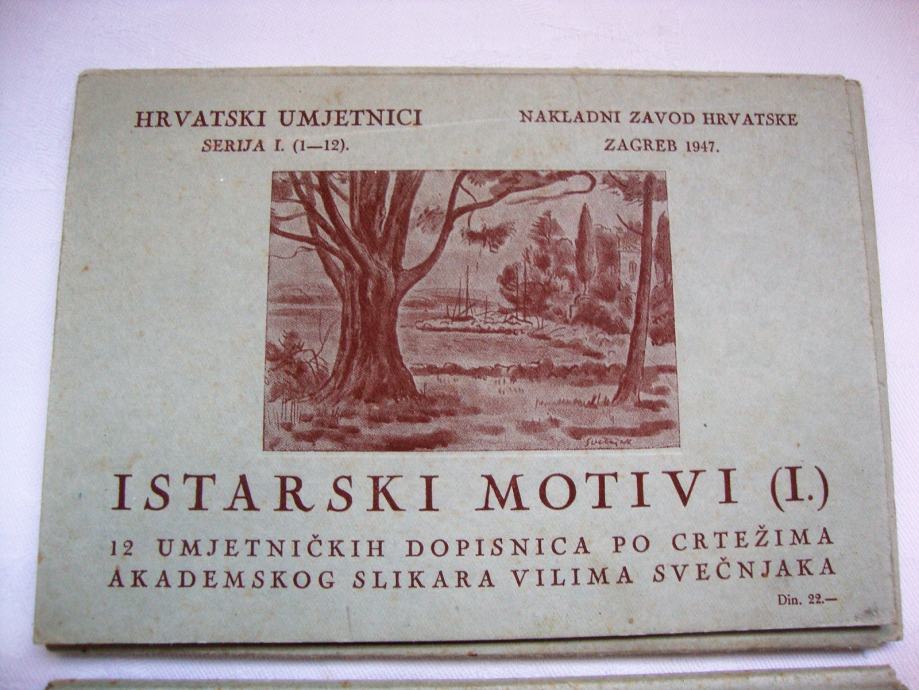 HRVATSKI UMJETNICI
SERIJA I. (1—12).
NAKLADNI ZAVOD HRVATSKE
ZAGREB 1947.
Svečnjak
ISTARSKI MOTIVI (I.)
12 UMJETNIČKIH DOPISNICA PO CRTEŽIMA
AKADEMSKOG SLIKARA VILIMA SVEČNJAKA
Din. 22.—